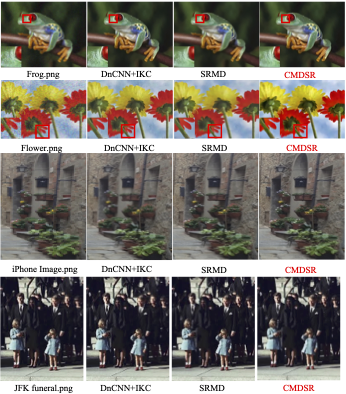 Frog.png DnCNN+IKC SRMD CMDSR
Flower.png DnCNN+IKC SRMD CMDSR
iPhone Image.png DnCNN+IKC SRMD CMDSR
JFK funeral.png DnCNN+IKC SRMD CMDSR